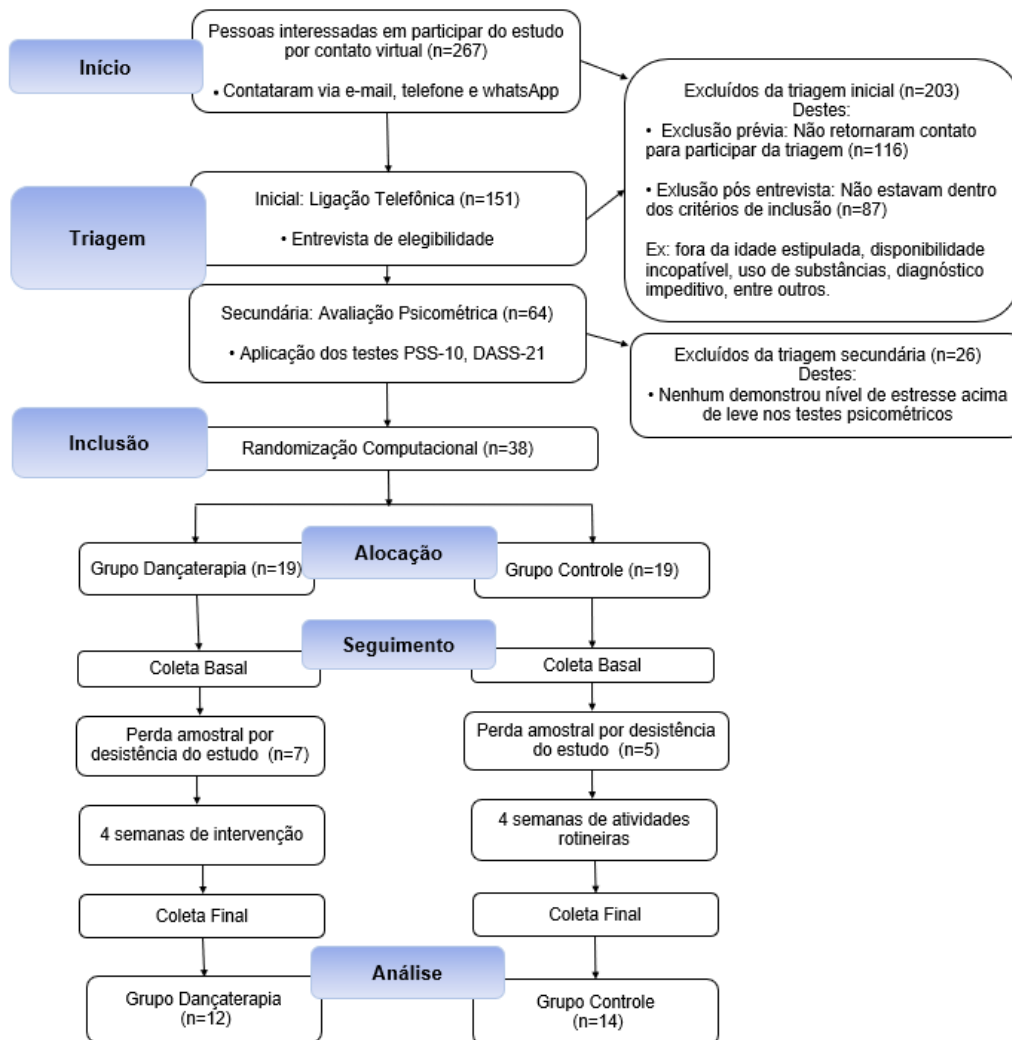 Início
Pessoas interessadas em participar do estudo
por contato virtual (n=267)
• Contataram via e-mail, telefone e whatsApp
Excluídos da triagem inicial (n=203)
Destes:
• Exclusão prévia: Não retornaram contato
para participar da triagem (n=116)
• Exlusão pós entrevista: Não estavam dentro
dos critérios de inclusão (n=87)
Ex: fora da idade estipulada, disponibilidade
incopatível, uso de substâncias, diagnóstico
impeditivo, entre outros.
Triagem
Inicial: Ligação Telefônica (n=151)
• Entrevista de elegibilidade
Secundária: Avaliação Psicométrica (n=64)
• Aplicação dos testes PSS-10, DASS-21
Excluídos da triagem secundária (n=26)
Destes:
• Nenhum demonstrou nível de estresse acima
de leve nos testes psicométricos
Inclusão
Randomização Computacional (n=38)
Alocação
Grupo Dançaterapia (n=19)
Grupo Controle (n=19)
Seguimento
Coleta Basal
Coleta Basal
Perda amostral por
desistência do estudo (n=7)
Perda amostral por desistência
do estudo (n=5)
4 semanas de intervenção
4 semanas de atividades
rotineiras
Coleta Final
Coleta Final
Análise
Grupo Dançaterapia
(n=12)
Grupo Controle
(n=14)